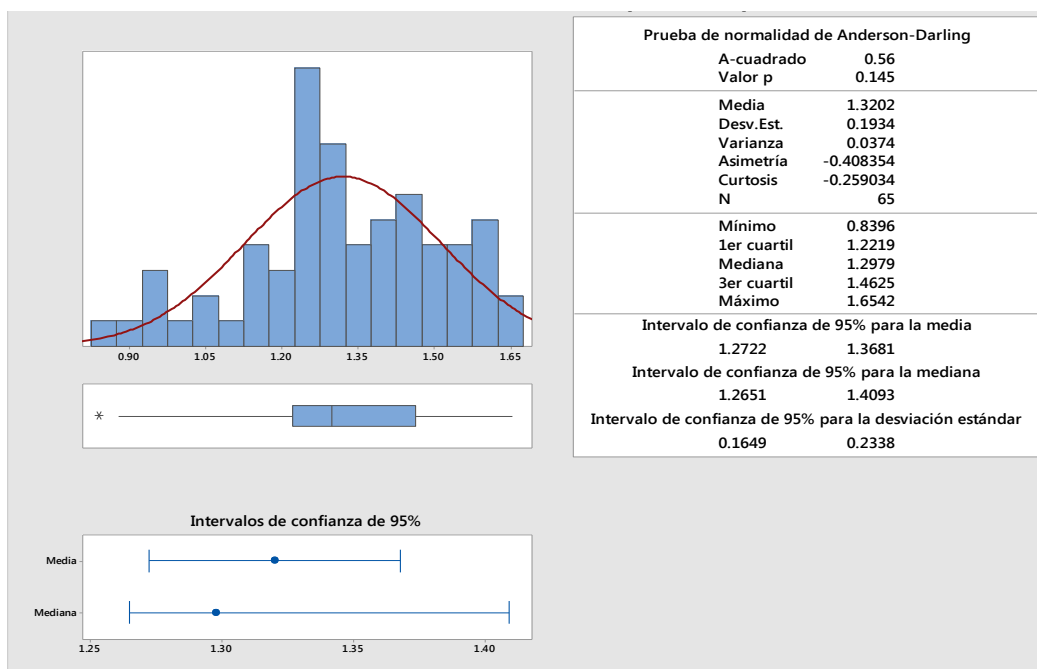 Prueba de normalidad de Anderson-Darling
A-cuadrado 0.56
Valor p 0.145
Media 1.3202
Desv.Est. 0.1934
Varianza 0.0374
Asimetría -0.408354
Curtosis -0.259034
N 65
Mínimo 0.8396
1er cuartil 1.2219
Mediana 1.2979
3er cuartil 1.4625
Máximo 1.6542
Intervalo de confianza de 95% para la media
1.2722 1.3681
Intervalo de confianza de 95% para la mediana
1.2651 1.4093
Intervalo de confianza de 95% para la desviación estándar
0.1649 0.2338
0.90 1.05 1.20 1.35 1.50 1.65
Intervalos de confianza de 95%
Media
Mediana
1.25 1.30 1.35 1.40